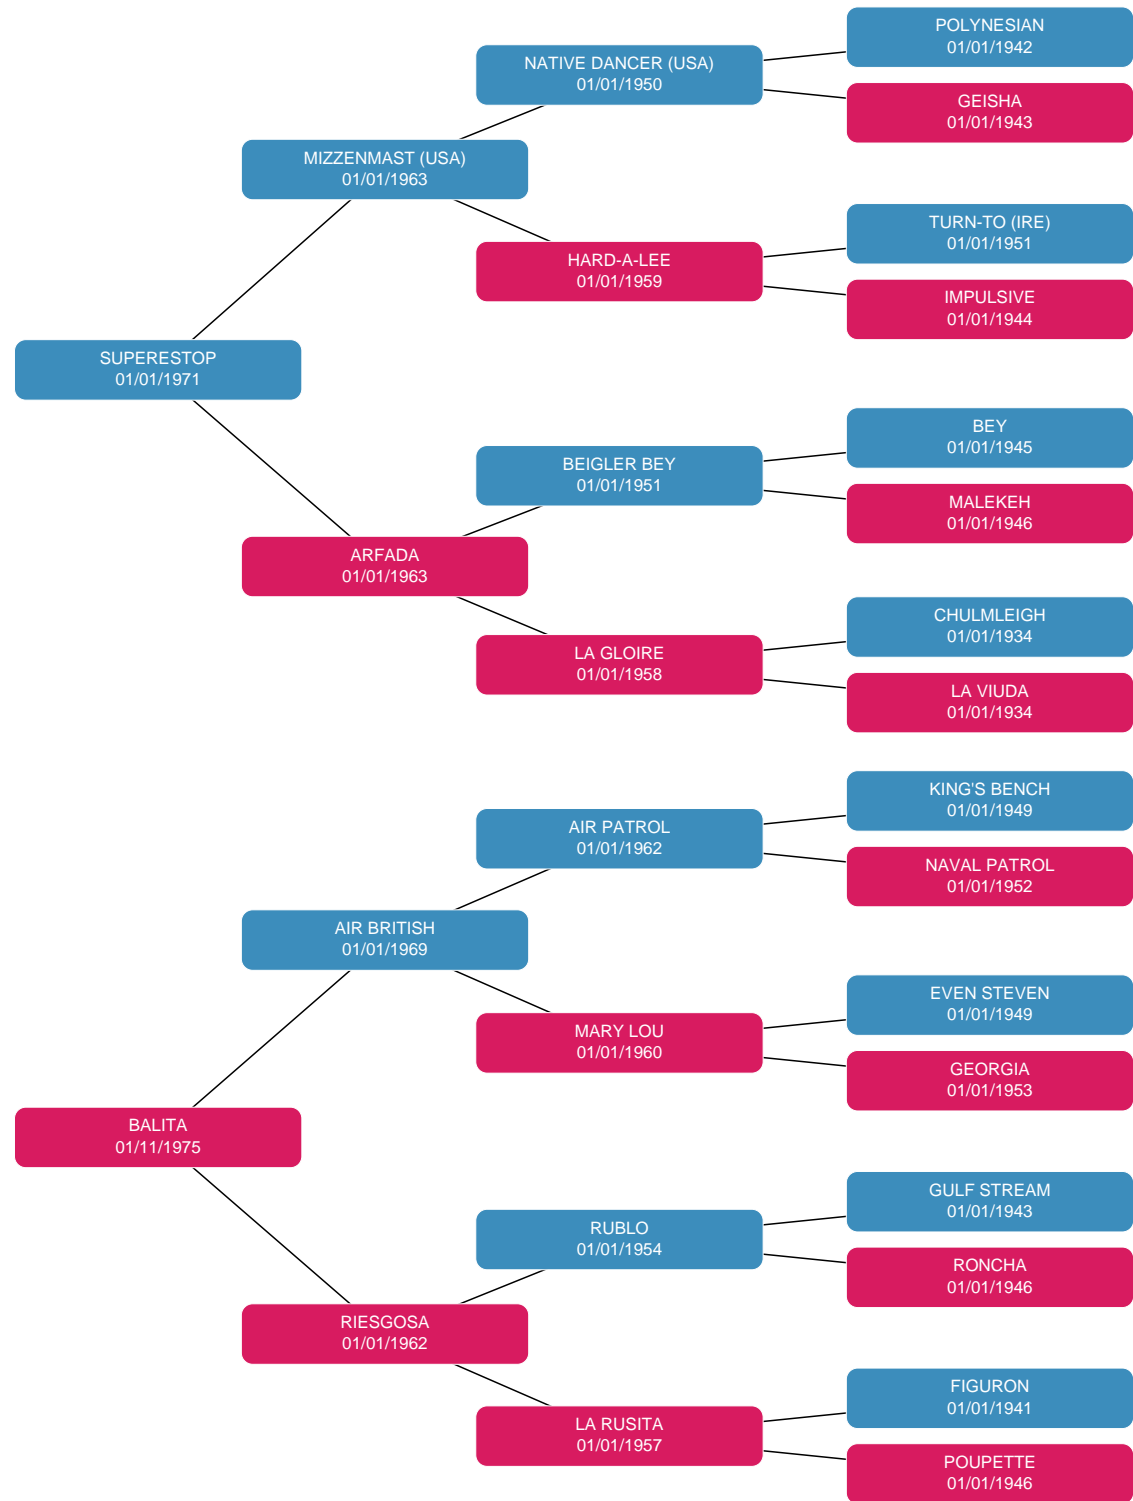 POLYNESIAN
01/01/1942
NATIVE DANCER (USA)
01/01/1950
GEISHA
01/01/1943
MIZZENMAST (USA)
01/01/1963
TURN-TO (IRE)
01/01/1951
HARD-A-LEE
01/01/1959
IMPULSIVE
01/01/1944
SUPERESTOP
01/01/1971
BEY
01/01/1945
BEIGLER BEY
01/01/1951
MALEKEH
01/01/1946
ARFADA
01/01/1963
CHULMLEIGH
01/01/1934
LA GLOIRE
01/01/1958
LA VIUDA
01/01/1934
KING'S BENCH
01/01/1949
AIR PATROL
01/01/1962
NAVAL PATROL
01/01/1952
AIR BRITISH
01/01/1969
EVEN STEVEN
01/01/1949
MARY LOU
01/01/1960
GEORGIA
01/01/1953
BALITA
01/11/1975
GULF STREAM
01/01/1943
RUBLO
01/01/1954
RONCHA
01/01/1946
RIESGOSA
01/01/1962
FIGURON
01/01/1941
LA RUSITA
01/01/1957
POUPETTE
01/01/1946